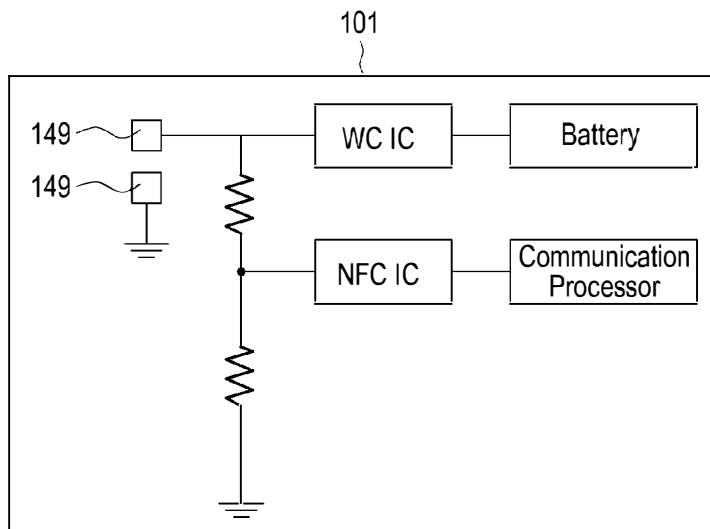 101
149
WC IC
Battery
149
NFC IC
Communication
Processor